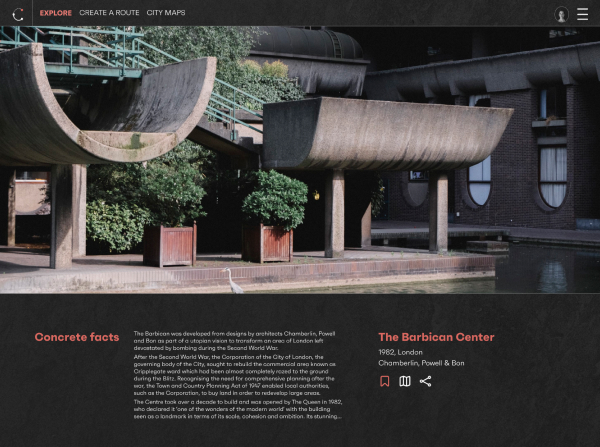 EXPLORE CREATE A ROUTE CITY MAPS
Concrete facts
The Barbican was developed from designs by architects Chamberlin, Powell
and Bon as part of a utopian vision to transform an area of London left
devastated by bombing during the Second World War.
After the Second World War, the Corporation of the City of London, the
governing body of the City, sought to rebuild the commercial area known as
Cripplegate ward which had been almost completely razed to the ground
during the Blitz. Recognising the need for comprehensive planning after the
war, the Town and Country Planning Act of 1947 enabled local authorities,
such as the Corporation, to buy land in order to redevelop large areas.
The Centre took over a decade to build and was opened by The Queen in 1982,
who declared it 'one of the wonders of the modern world' with the building
seen as a landmark in terms of its scale, cohesion and ambition. Its stunning...
The Barbican Center
1982, London
Chamberlin, Powell & Bon